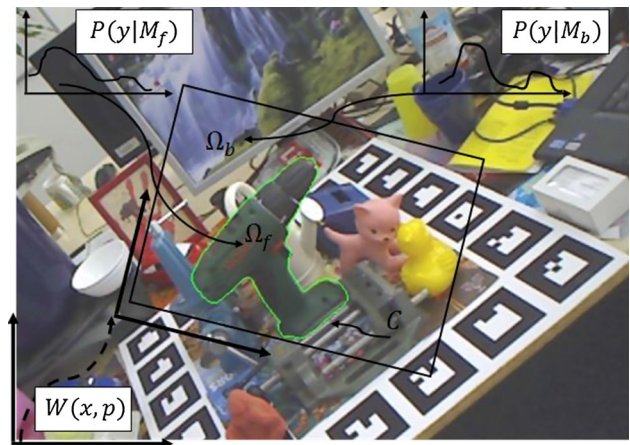 P(y|M_f)
P(y|M_b)
Ω_b
Ω_f
C
W(x,p)